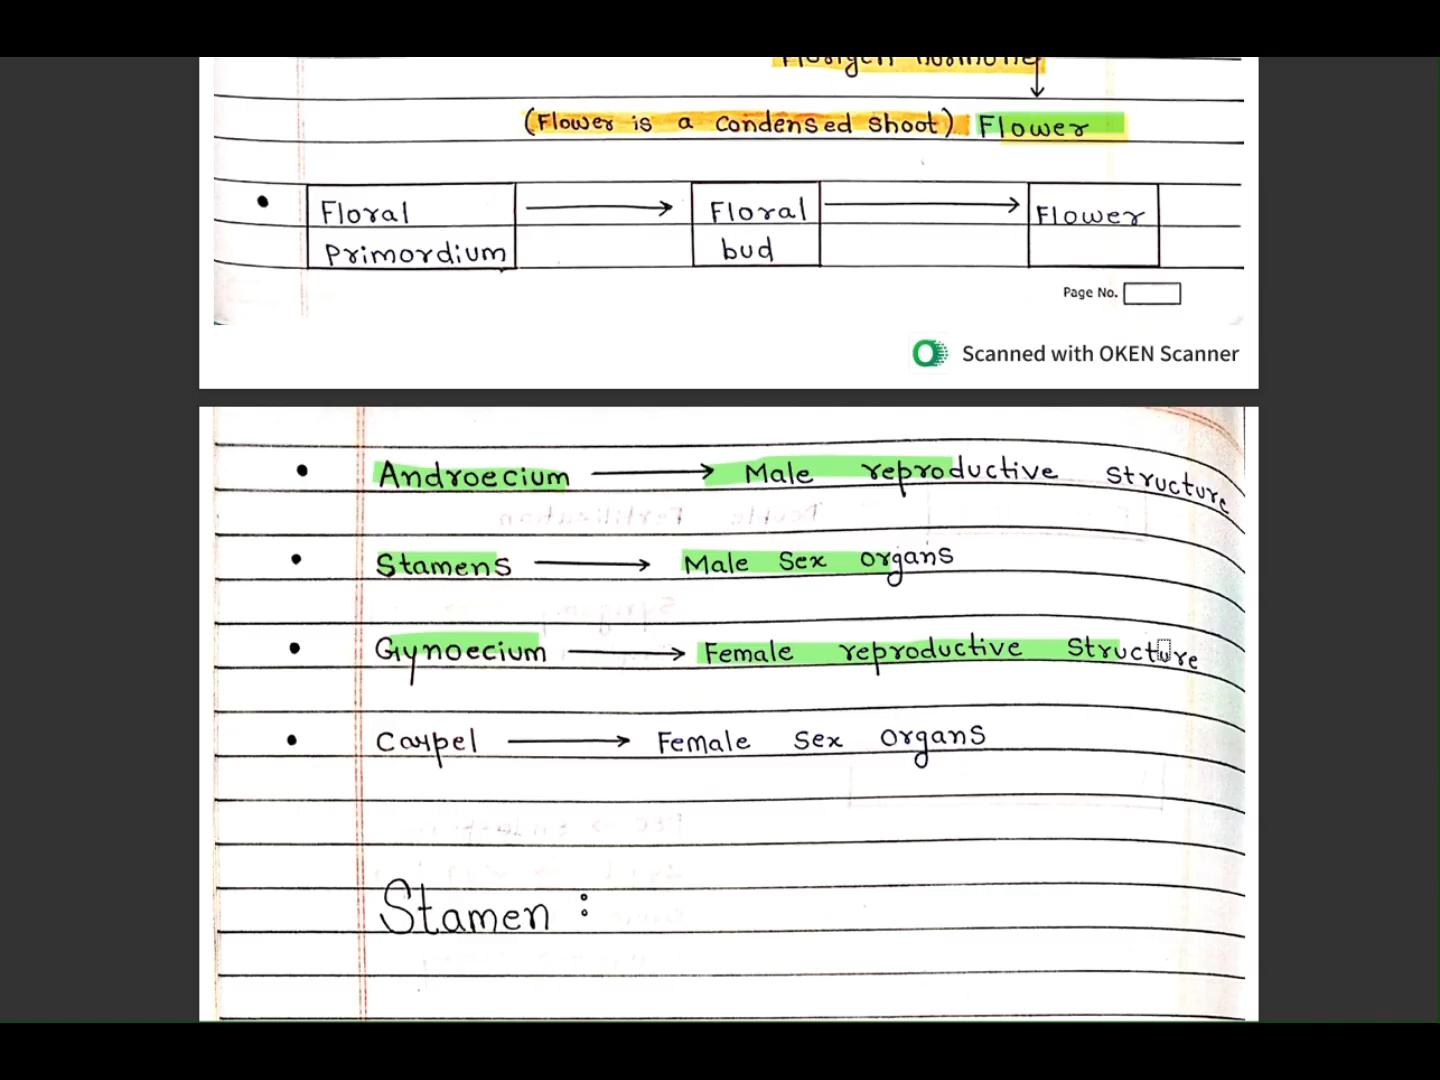 (Flower is a condensed shoot) Flower
• Floral Primordium → Floral bud → Flower
Page No.
Scanned with OKEN Scanner
• Androecium → Male reproductive structure
• Stamens → Male Sex organs
• Gynoecium → Female reproductive Structure
• Carpel → Female Sex organs
Stamen :